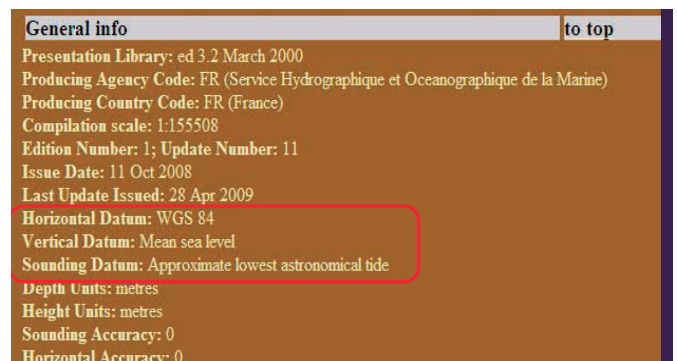 General info to top
Presentation Library: ed 3.2 March 2000
Producing Agency Code: FR (Service Hydrographique et Oceanographique de la Marine)
Producing Country Code: FR (France)
Compilation scale: 1:155508
Edition Number: 1; Update Number: 11
Issue Date: 11 Oct 2008
Last Update Issued: 28 Apr 2009
Horizontal Datum: WGS 84
Vertical Datum: Mean sea level
Sounding Datum: Approximate lowest astronomical tide
Depth Units: metres
Height Units: metres
Sounding Accuracy: 0
Horizontal Accuracy: 0